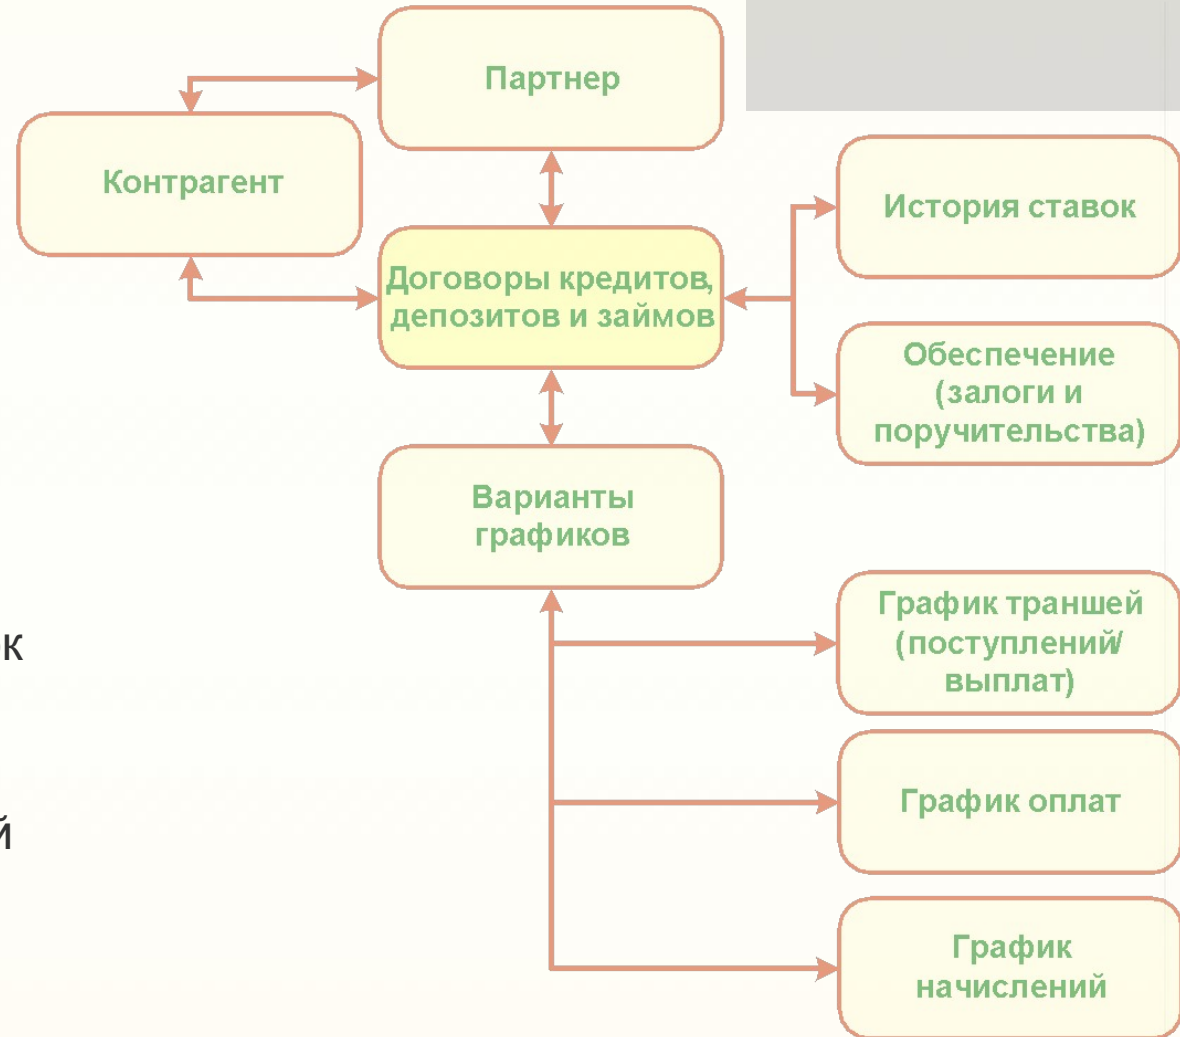 Партнер
Контрагент
История ставок
Договоры кредитов,
депозитов и займов
Обеспечение
(залоги и
поручительства)
Варианты
графиков
График траншей
(поступлений/
выплат)
График оплат
График
начислений